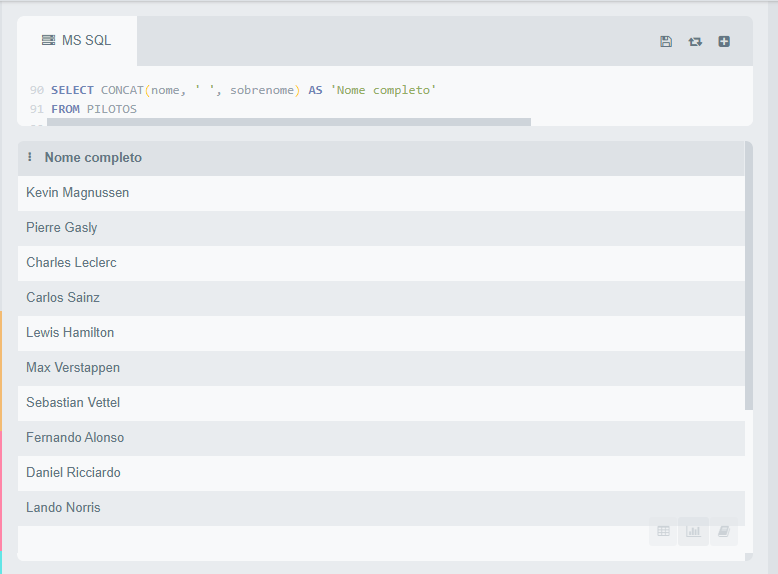 MS SQL
90 SELECT CONCAT(nome, ' ', sobrenome) AS 'Nome completo'
91 FROM PILOTOS
Nome completo
Kevin Magnussen
Pierre Gasly
Charles Leclerc
Carlos Sainz
Lewis Hamilton
Max Verstappen
Sebastian Vettel
Fernando Alonso
Daniel Ricciardo
Lando Norris